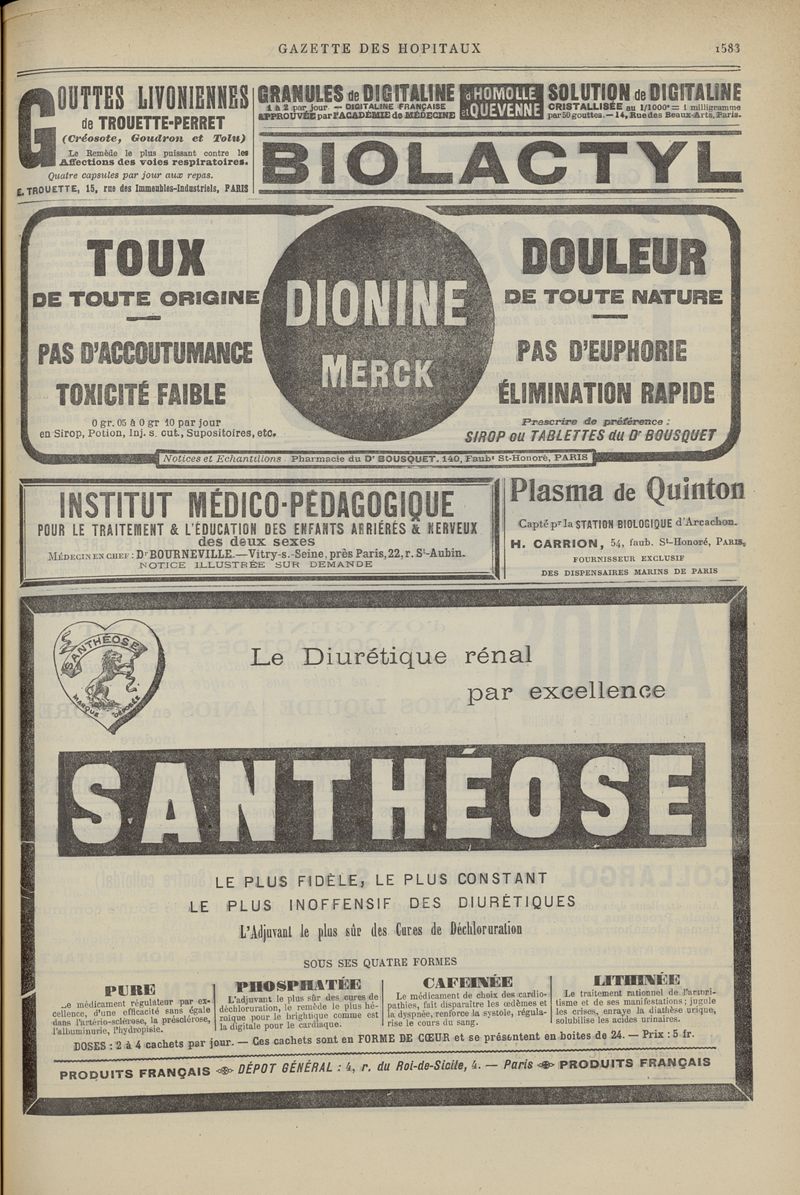 GAZETTE DES HOPITAUX 1583
GOUTTES LIVONIENNES
de TROUETTE-PERRET
(Créosote, Goudron et Tolu)
Le Remède le plus puissant contre les
Affections des voies respiratoires.
Quatre capsules par jour aux repas.
E. TROUETTE, 15, rue des Immeubles-Industriels, PARIS
GRANULES de DIGITALINE
1 à 2 par jour — DIGITALINE FRANÇAISE
APPROUVÉE par l'ACADÉMIE de MÉDECINE
d'HOMOLLE
et QUEVENNE
SOLUTION de DIGITALINE
CRISTALLISÉE au 1/1000e = 1 milligramme
par 50 gouttes. — 14, Rue des Beaux-Arts, Paris.
BIOLACTYL
TOUX
DE TOUTE ORIGINE
PAS D'ACCOUTUMANCE
TOXICITÉ FAIBLE
0 gr. 05 à 0 gr 10 par jour
en Sirop, Potion, Inj. s. cut., Supositoires, etc.
DIONINE
MERCK
DOULEUR
DE TOUTE NATURE
PAS D'EUPHORIE
ÉLIMINATION RAPIDE
Prescrire de préférence :
SIROP ou TABLETTES du Dr BOUSQUET
Notices et Echantillons Pharmacie du Dr BOUSQUET. 140, Faubt St-Honoré, PARIS
INSTITUT MÉDICO-PÉDAGOGIQUE
POUR LE TRAITEMENT & L'ÉDUCATION DES ENFANTS ARRIÉRÉS & NERVEUX
des deux sexes
MÉDECIN EN CHEF : Dr BOURNEVILLE. — Vitry-s.-Seine, près Paris, 22, r. St-Aubin.
NOTICE ILLUSTRÉE SUR DEMANDE
Plasma de Quinton
Capté pr la STATION BIOLOGIQUE d'Arcachon.
H. CARRION, 54, faub. St-Honoré, PARIS.
FOURNISSEUR EXCLUSIF
DES DISPENSAIRES MARINS DE PARIS
SANTHÉOSE
MARQUE DÉPOSÉE
Le Diurétique rénal
par excellence
SANTHÉOSE
LE PLUS FIDÈLE, LE PLUS CONSTANT
LE PLUS INOFFENSIF DES DIURÉTIQUES
L'Adjuvant le plus sûr des Cures de Déchloruration
SOUS SES QUATRE FORMES
PURE
Le médicament régulateur par ex-
cellence, d'une efficacité sans égale
dans l'artério-sclérose, la présclérose,
l'albuminurie, l'hydropisie.
PHOSPHATÉE
L'adjuvant le plus sûr des cures de
déchloruration, le remède le plus hé-
roïque pour le brightique comme est
la digitale pour le cardiaque.
CAFÉINÉE
Le médicament de choix des cardio-
pathies, fait disparaître les œdèmes et
la dyspnée, renforce la systole, régula-
rise le cours du sang.
LITHINÉE
Le traitement rationnel de l'arthri-
tisme et de ses manifestations ; jugule
les crises, enraye la diathèse urique,
solubilise les acides urinaires.
DOSES : 2 à 4 cachets par jour. — Ces cachets sont en FORME DE CŒUR et se présentent en boites de 24. — Prix : 5 fr.
PRODUITS FRANÇAIS DÉPOT GÉNÉRAL : 4, r. du Roi-de-Sicile, 4. — Paris PRODUITS FRANÇAIS